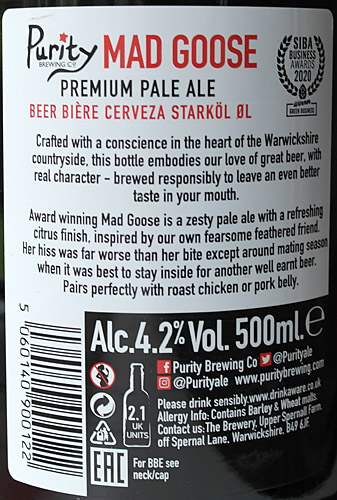 Purity
BREWING CO
MAD GOOSE
SIBA
BUSINESS
AWARDS
2020
GREEN BUSINESS
PREMIUM PALE ALE
BEER BIÈRE CERVEZA STARKÖL ØL
Crafted with a conscience in the heart of the Warwickshire
countryside, this bottle embodies our love of great beer, with
real character - brewed responsibly to leave an even better
taste in your mouth.
Award winning Mad Goose is a zesty pale ale with a refreshing
citrus finish, inspired by our own fearsome feathered friend.
Her hiss was far worse than her bite except around mating season
when it was best to stay inside for another well earnt beer.
Pairs perfectly with roast chicken or pork belly.
5 060140 900122
Alc.4.2% Vol. 500ml.e
Purity Brewing Co @Purityale
@Purityale www.puritybrewing.com
2.1
UK
UNITS
Please drink sensibly. www.drinkaware.co.uk
Allergy Info: Contains Barley & Wheat malts.
Contact us:The Brewery, Upper Spernall Farm,
off Spernal Lane, Warwickshire. B49 6JF.
EAC
For BBE see
neck/cap